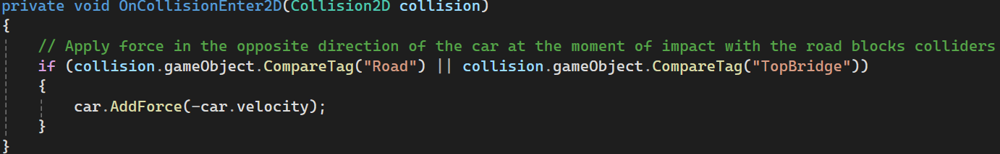 private void OnCollisionEnter2D(Collision2D collision)
{
    // Apply force in the opposite direction of the car at the moment of impact with the road blocks colliders
    if (collision.gameObject.CompareTag("Road") || collision.gameObject.CompareTag("TopBridge"))
    {
        car.AddForce(-car.velocity);
    }
}